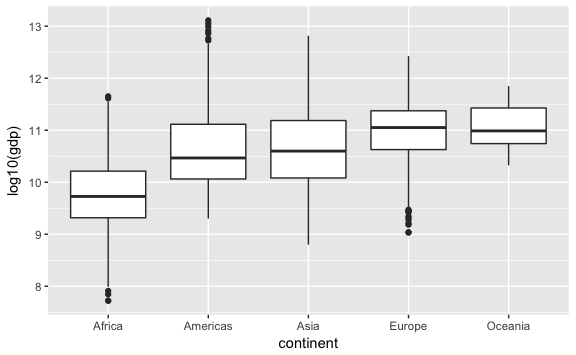 log10(gdp)
13
12
11
10
9
8
Africa
Americas
Asia
Europe
Oceania
continent